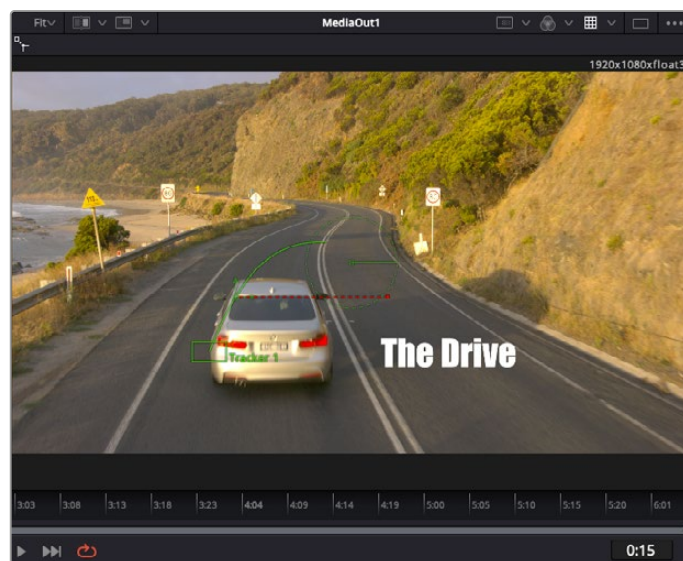 Fit
MediaOut1
1920x1080xfloat3
Tracker 1
The Drive
3:03 3:08 3:13 3:18 3:23 4:04 4:09 4:14 4:19 5:00 5:05 5:10 5:15 5:20 6:01
0:15